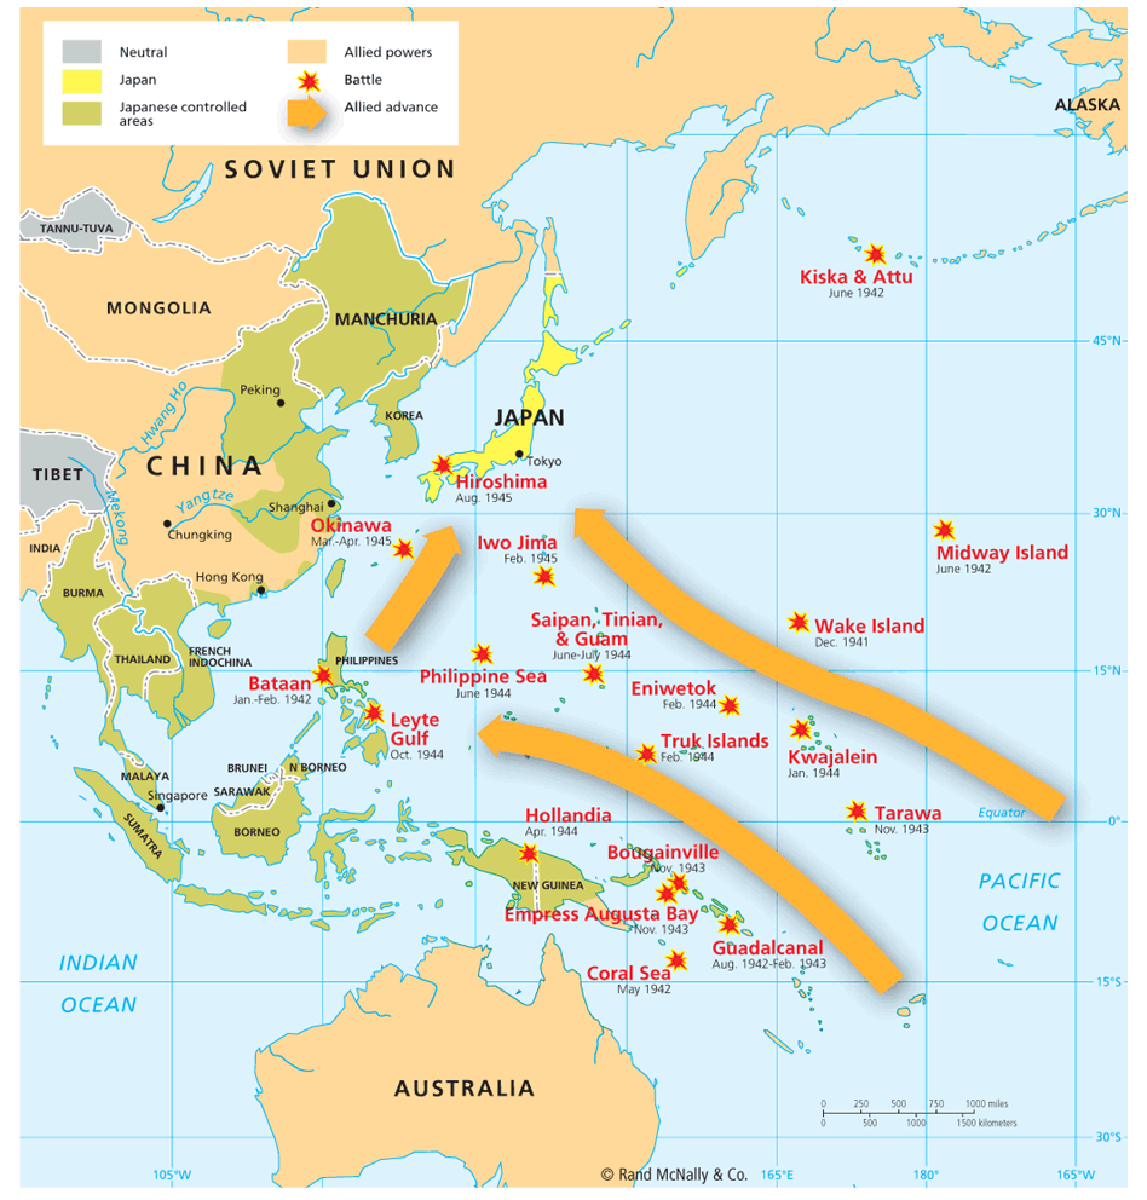 Neutral
Japan
Japanese controlled
areas
Allied powers
Battle
Allied advance
ALASKA
SOVIET UNION
TANNU-TUVA
Kiska & Attu
June 1942
MONGOLIA
MANCHURIA
45°N
Peking
Hwang Ho
KOREA
JAPAN
Tokyo
TIBET
CHINA
Hiroshima
Aug. 1945
Mekong
Yangtze
Shanghai
30°N
Okinawa
Mar.-Apr. 1945
Chungking
Iwo Jima
Feb. 1945
Midway Island
June 1942
INDIA
Hong Kong
BURMA
Saipan, Tinian,
& Guam
June-July 1944
Wake Island
Dec. 1941
FRENCH
INDOCHINA
THAILAND
PHILIPPINES
15°N
Bataan
Jan.-Feb. 1942
Philippine Sea
June 1944
Eniwetok
Feb. 1944
Leyte
Gulf
Oct. 1944
Truk Islands
Feb. 1944
Kwajalein
Jan. 1944
MALAYA
BRUNEI
N BORNEO
Singapore
SARAWAK
Hollandia
Apr. 1944
Tarawa
Nov. 1943
Equator
0°
SUMATRA
BORNEO
Bougainville
Nov. 1943
NEW GUINEA
PACIFIC
OCEAN
Empress Augusta Bay
Nov. 1943
Guadalcanal
Aug. 1942-Feb. 1943
INDIAN
OCEAN
Coral Sea
May 1942
15°S
AUSTRALIA
0 250 500 750 1000 miles
0 500 1000 1500 kilometers
30°S
105°W
© Rand McNally & Co.
165°E
180°
165°W